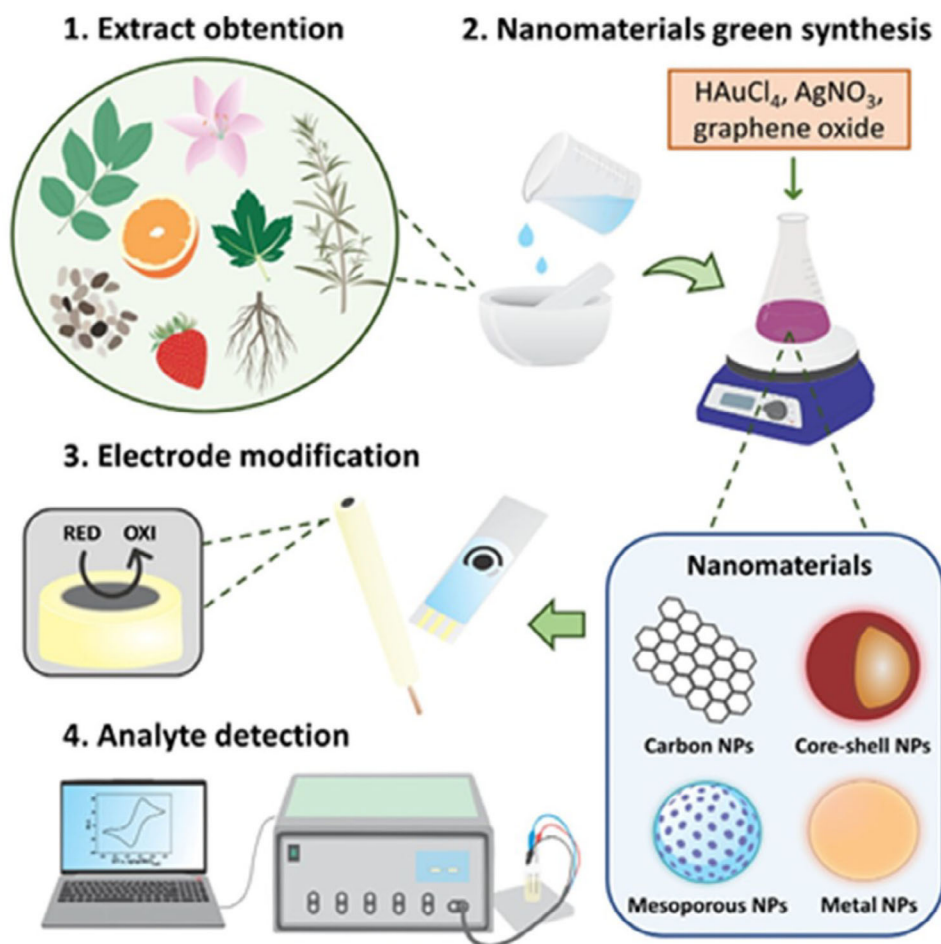 1. Extract obtention
2. Nanomaterials green synthesis
HAuCl₄, AgNO₃,
graphene oxide
3. Electrode modification
RED OXI
Nanomaterials
Carbon NPs
Core-shell NPs
Mesoporous NPs
Metal NPs
4. Analyte detection